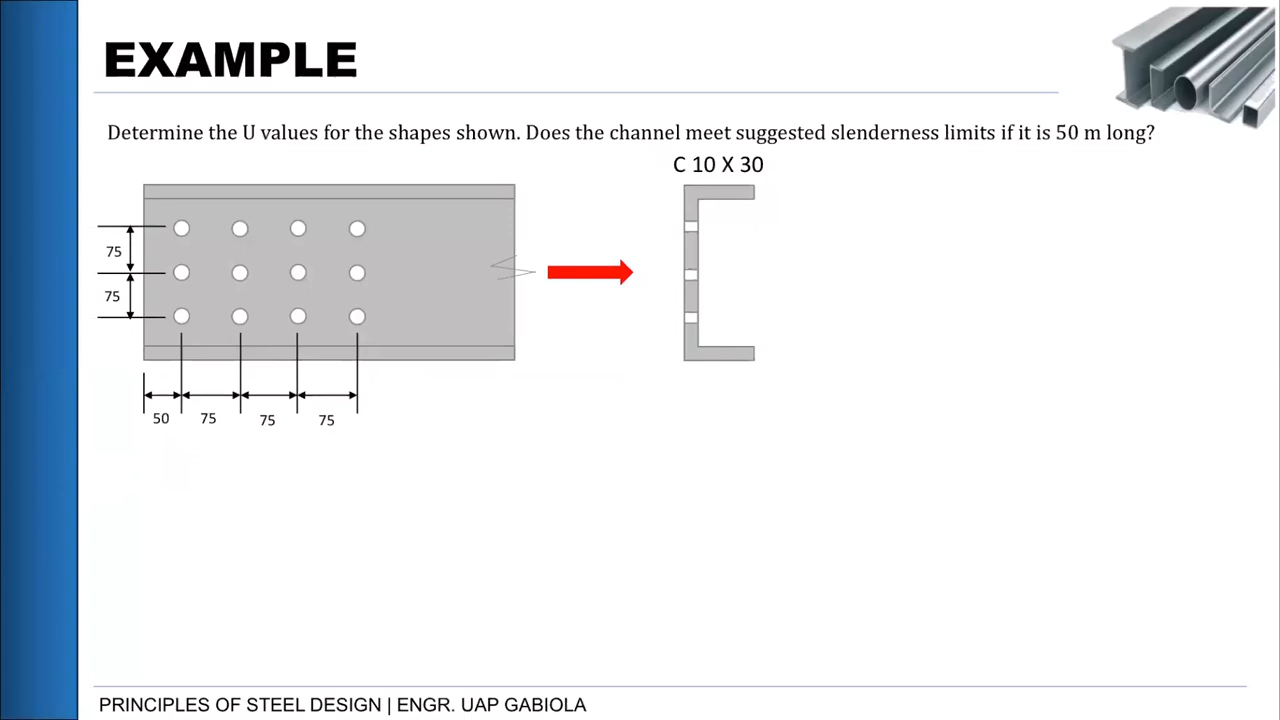 EXAMPLE
Determine the U values for the shapes shown. Does the channel meet suggested slenderness limits if it is 50 m long?
C 10 X 30
75
75
50 75 75 75
PRINCIPLES OF STEEL DESIGN | ENGR. UAP GABIOLA